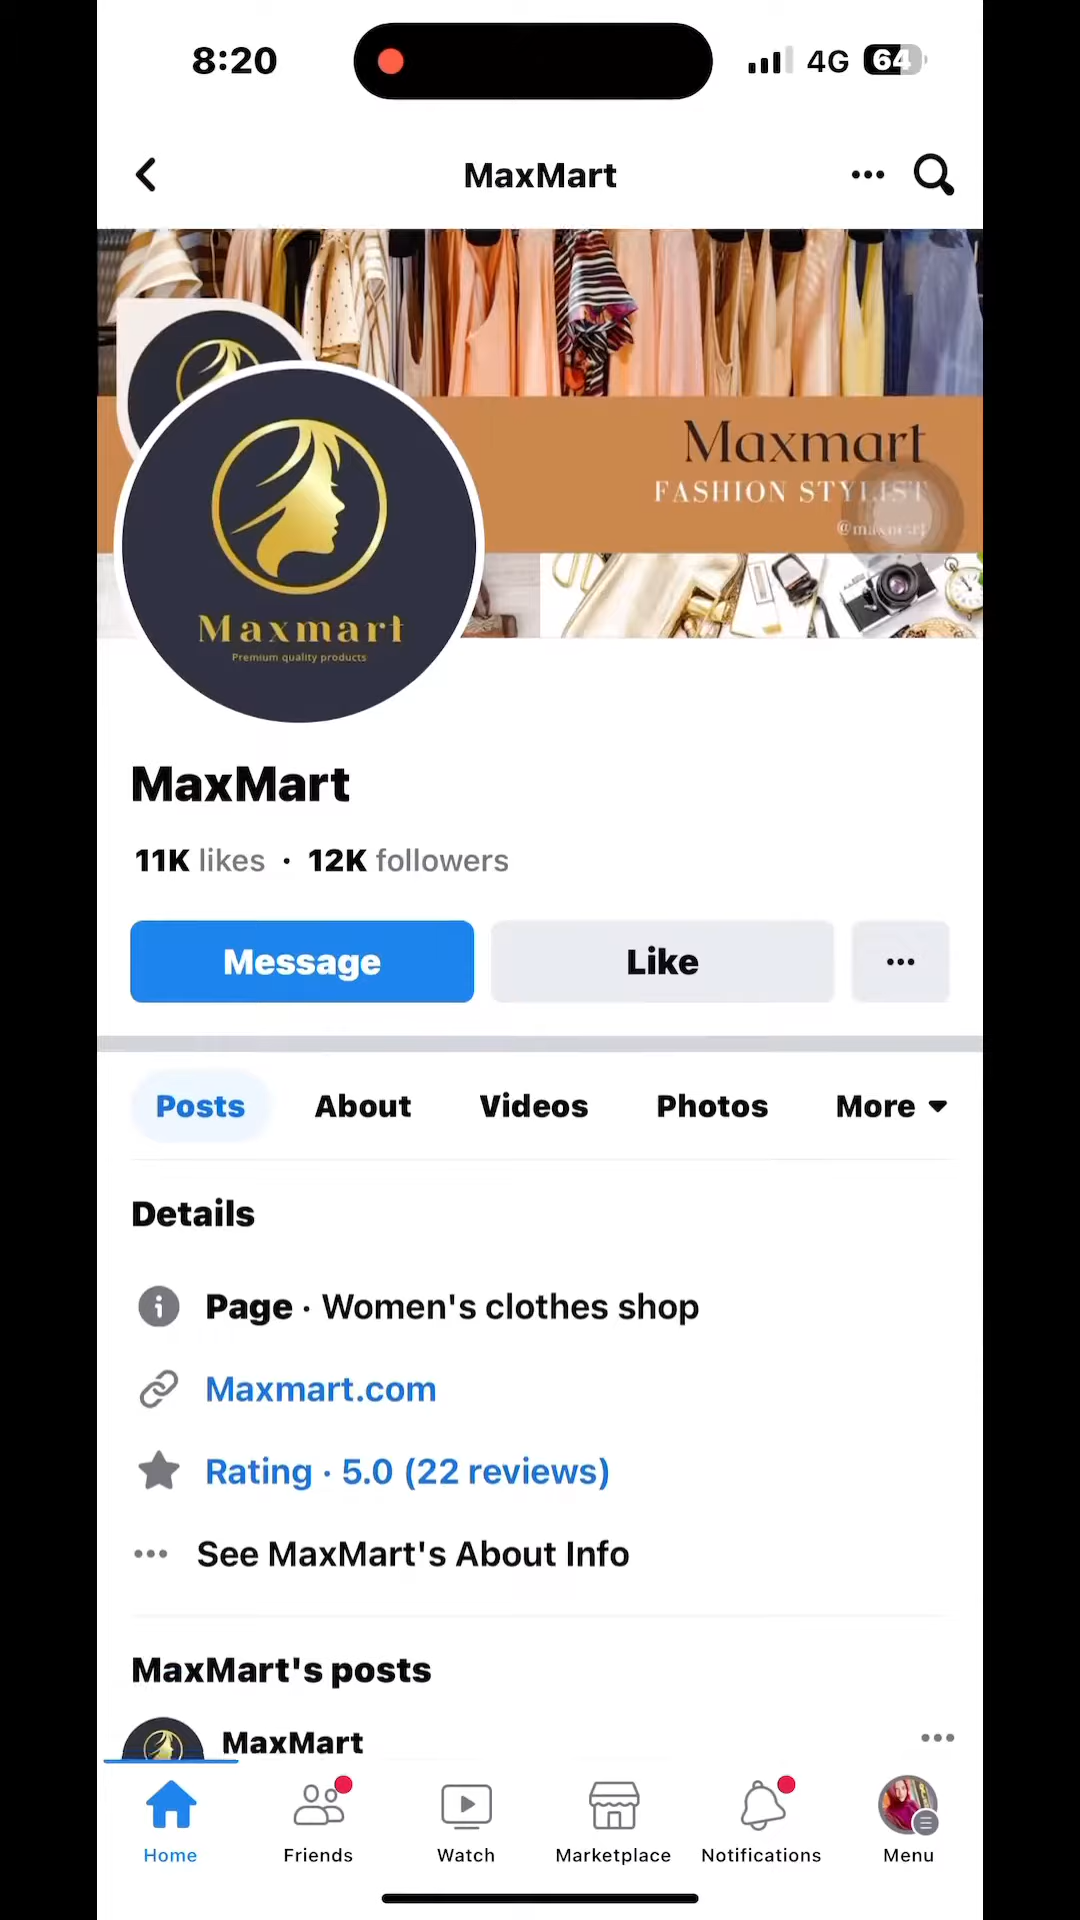 8:20
4G 64
MaxMart
Maxmart
FASHION STYLIST
@maxmart
Maxmart
Premium quality products
MaxMart
11K likes · 12K followers
Message
Like
Posts
About
Videos
Photos
More
Details
Page · Women's clothes shop
Maxmart.com
Rating · 5.0 (22 reviews)
See MaxMart's About Info
MaxMart's posts
MaxMart
Home
Friends
Watch
Marketplace
Notifications
Menu